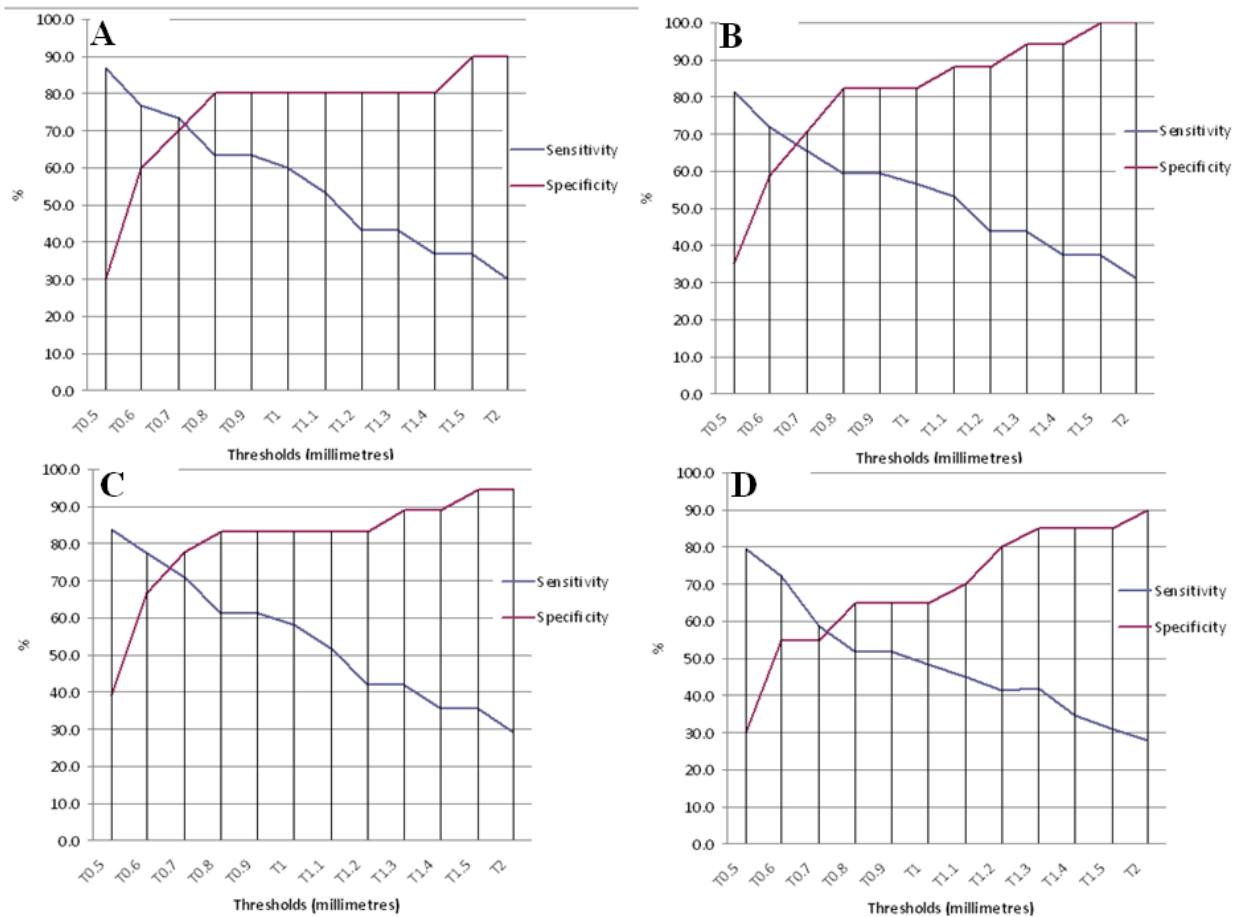 A
100.0
90.0
80.0
70.0
60.0
50.0
40.0
30.0
20.0
10.0
0.0
%
T0.5
T0.6
T0.7
T0.8
T0.9
T1
T1.1
T1.2
T1.3
T1.4
T1.5
T2
Thresholds (millimetres)
Sensitivity
Specificity
B
100.0
90.0
80.0
70.0
60.0
50.0
40.0
30.0
20.0
10.0
0.0
%
T0.5
T0.6
T0.7
T0.8
T0.9
T1
T1.1
T1.2
T1.3
T1.4
T1.5
T2
Thresholds (millimetres)
Sensitivity
Specificity
C
100.0
90.0
80.0
70.0
60.0
50.0
40.0
30.0
20.0
10.0
0.0
%
T0.5
T0.6
T0.7
T0.8
T0.9
T1
T1.1
T1.2
T1.3
T1.4
T1.5
T2
Thresholds (millimetres)
Sensitivity
Specificity
D
100.0
90.0
80.0
70.0
60.0
50.0
40.0
30.0
20.0
10.0
0.0
%
T0.5
T0.6
T0.7
T0.8
T0.9
T1
T1.1
T1.2
T1.3
T1.4
T1.5
T2
Thresholds (millimetres)
Sensitivity
Specificity